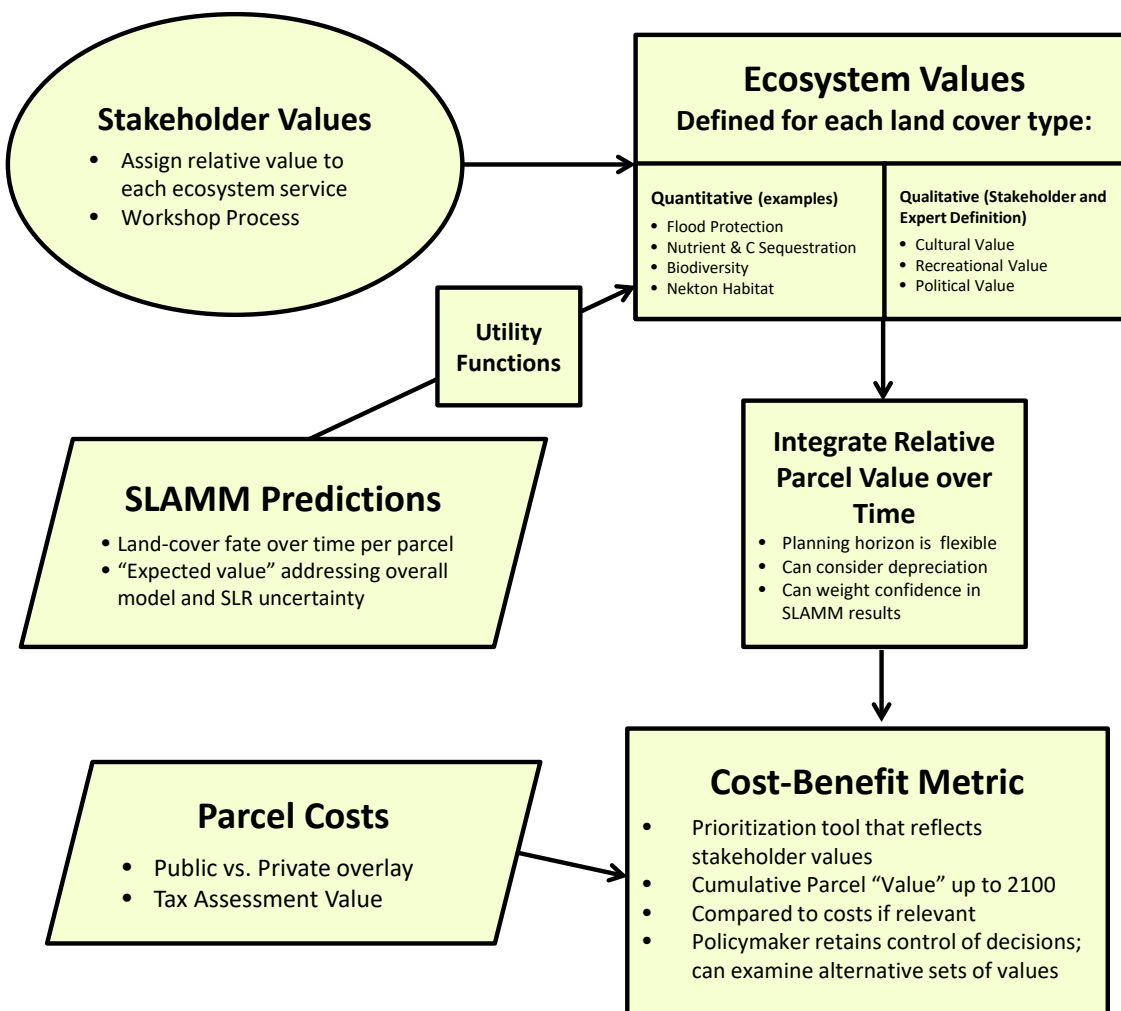 Stakeholder Values
• Assign relative value to
each ecosystem service
• Workshop Process
Ecosystem Values
Defined for each land cover type:
Quantitative (examples)
• Flood Protection
• Nutrient & C Sequestration
• Biodiversity
• Nekton Habitat
Qualitative (Stakeholder and
Expert Definition)
• Cultural Value
• Recreational Value
• Political Value
Utility
Functions
SLAMM Predictions
• Land-cover fate over time per parcel
• “Expected value” addressing overall
model and SLR uncertainty
Integrate Relative
Parcel Value over
Time
• Planning horizon is flexible
• Can consider depreciation
• Can weight confidence in
SLAMM results
Parcel Costs
• Public vs. Private overlay
• Tax Assessment Value
Cost-Benefit Metric
• Prioritization tool that reflects
stakeholder values
• Cumulative Parcel “Value” up to 2100
• Compared to costs if relevant
• Policymaker retains control of decisions;
can examine alternative sets of values